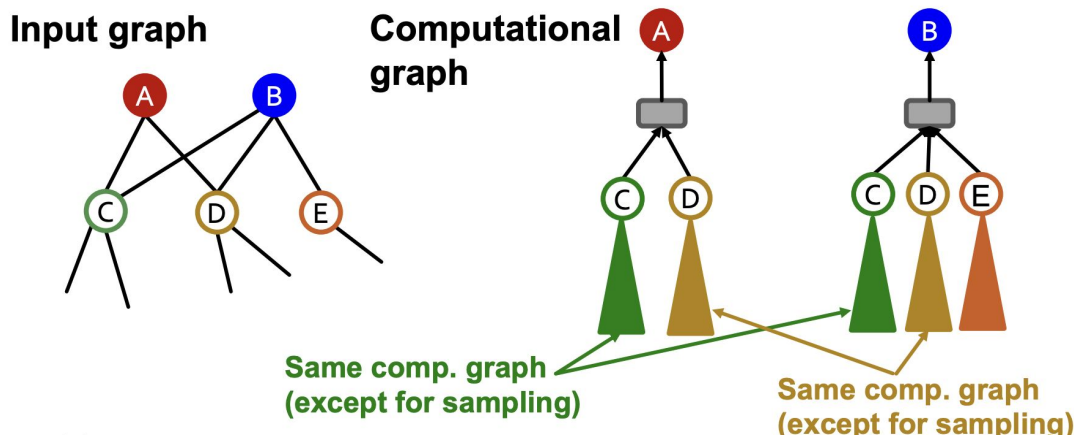 Input graph
Computational
graph
A
B
C
D
E
A
C
D
B
C
D
E
Same comp. graph
(except for sampling)
Same comp. graph
(except for sampling)